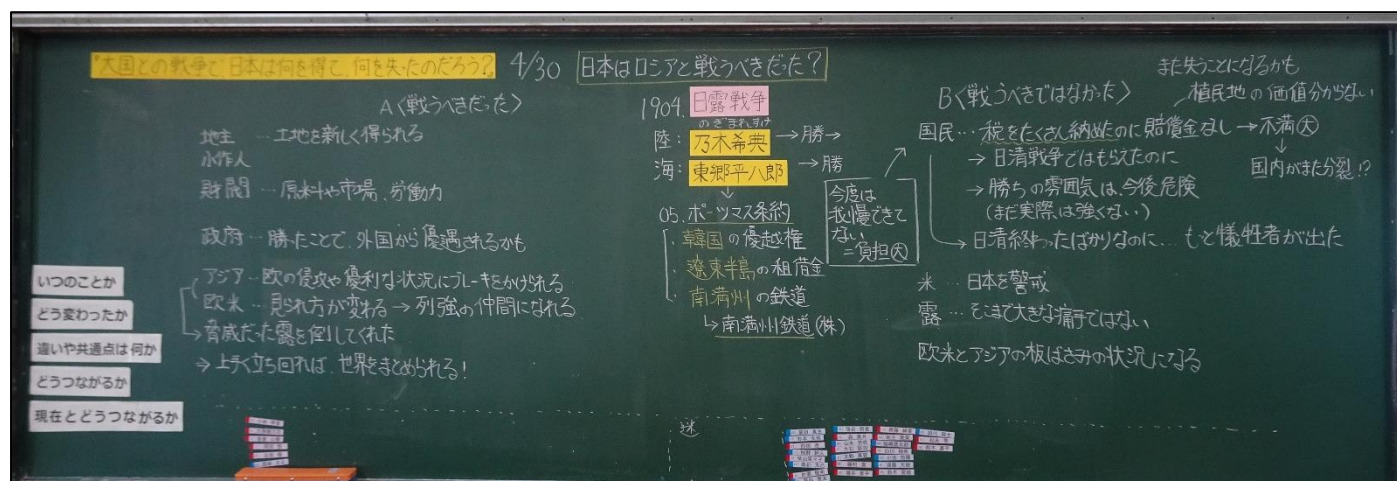 "大国との戦争で、日本は何を得て、何を失ったのだろう?
4/30
日本はロシアと戦うべきだった?
A〈戦うべきだった〉
地主
小作人
…土地を新しく得られる
財閥…原料や市場、労働力
政府…勝ったことで、外国から優遇されるかも
アジア…欧の侵攻や優利な状況にブレーキをかけられる
欧米…見られ方が変わる→列強の仲間になれる
→脅威だった露を倒してくれた
→上手く立ち回れば、世界をまとめられる!
いつのことか
どう変わったか
違いや共通点は何か
どうつながるか
現在とどうつながるか
1904.日露戦争
のぎまれすけ
陸:乃木希典→勝→
海:東郷平八郎→勝
05.ポーツマス条約
・韓国の優越権
・遼東半島の租借金
・南満州の鉄道
→南満州鉄道(株)
今度は
我慢できて
ない
=負担大
迷
B〈戦うべきではなかった〉
また失うことになるかも
植民地の価値分からない
国民…税をたくさん納めたのに賠償金なし→不満大
→日清戦争ではもらえたのに
国内がまた分裂!?
→勝ちの雰囲気は、今後危険
(まだ実際は強くない)
→日清終わったばかりなのに…もっと犠牲者が出た
米…日本を警戒
露…そこまで大きな痛手ではない
欧米とアジアの板ばさみの状況になる